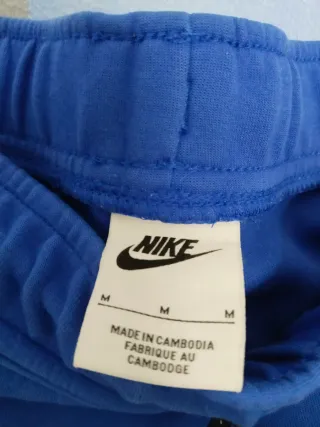 NIKE
M M M
MADE IN CAMBODIA
FABRIQUE AU
CAMBODGE